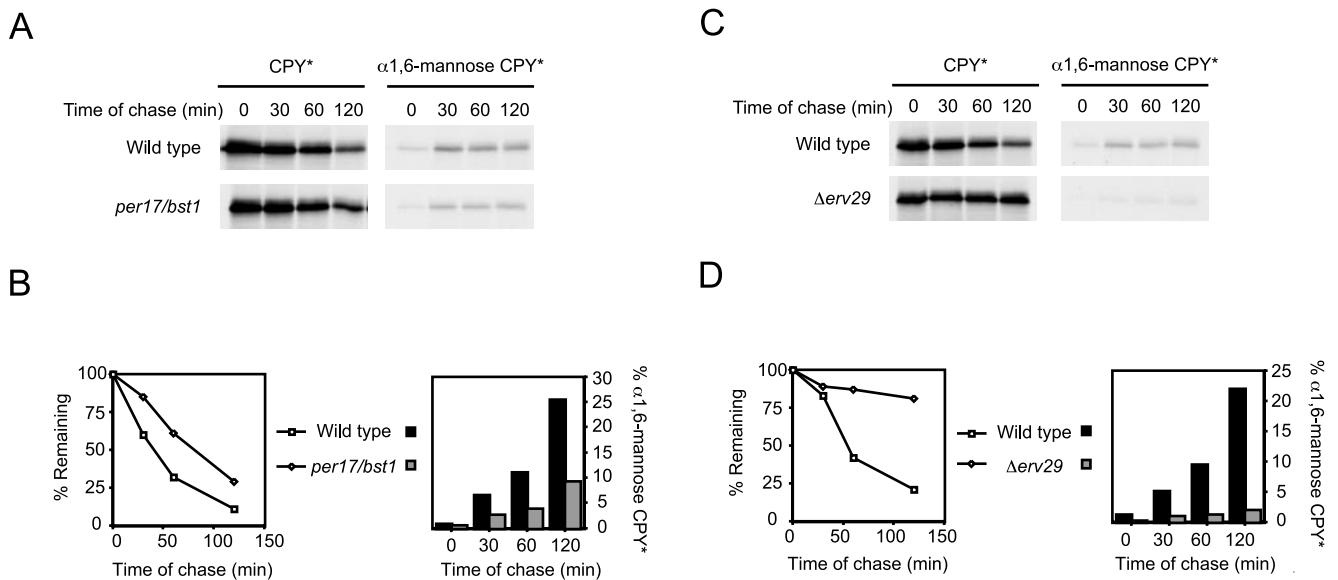 A
CPY*
α1,6-mannose CPY*
Time of chase (min) 0 30 60 120 0 30 60 120
Wild type
per17/bst1
B
% Remaining
100
75
50
25
0
0 50 100 150
Time of chase (min)
Wild type
per17/bst1
30
25
20
15
10
5
0
% α1,6-mannose CPY*
0 30 60 120
Time of chase (min)
C
CPY*
α1,6-mannose CPY*
Time of chase (min) 0 30 60 120 0 30 60 120
Wild type
Δerv29
D
% Remaining
100
75
50
25
0
0 50 100 150
Time of chase (min)
Wild type
Δerv29
25
20
15
10
5
0
% α1,6-mannose CPY*
0 30 60 120
Time of chase (min)